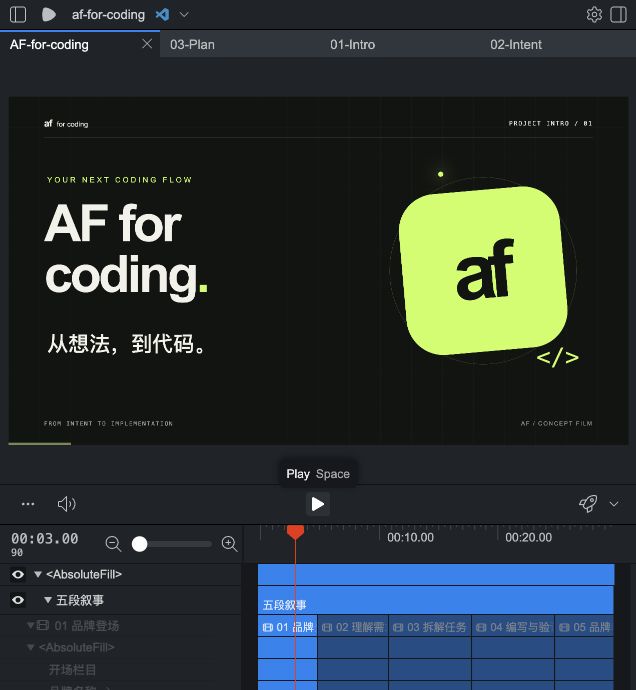 af-for-coding
AF-for-coding
03-Plan
01-Intro
02-Intent
af for coding
PROJECT INTRO / 01
YOUR NEXT CODING FLOW
AF for
coding.
af
</>
从想法，到代码。
FROM INTENT TO IMPLEMENTATION
AF / CONCEPT FILM
Play Space
00:03.00
90
00:10.00
00:20.00
<AbsoluteFill>
五段叙事
五段叙事
01 品牌登场
01 品牌
02 理解需
03 拆解任务
04 编写与验
05 品牌
<AbsoluteFill>
开场栏目